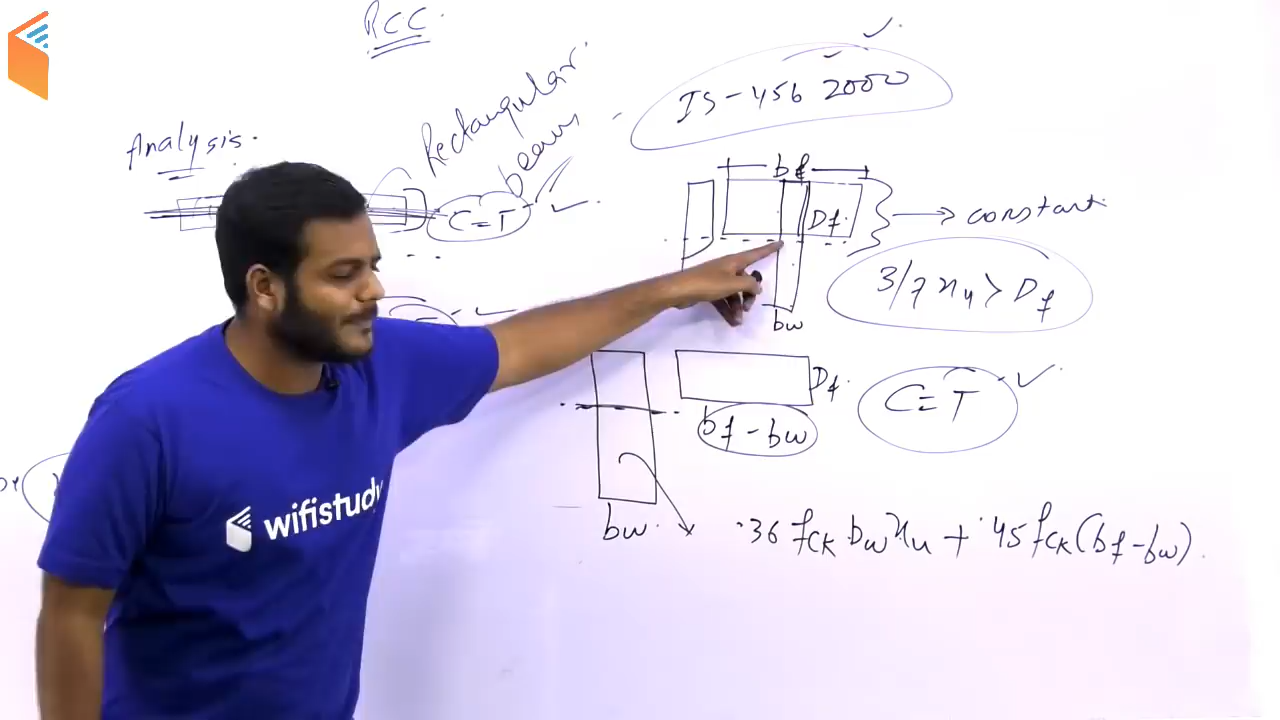 RCC
IS-456 2000
Analysis.
Rectangular
beam
C=T
bf
Df
constant
3/7 xu > Df
bw
Df
bf-bw
C=T
bw
.36 fck bw xu + .45 fck (bf-bw)
wifistudy